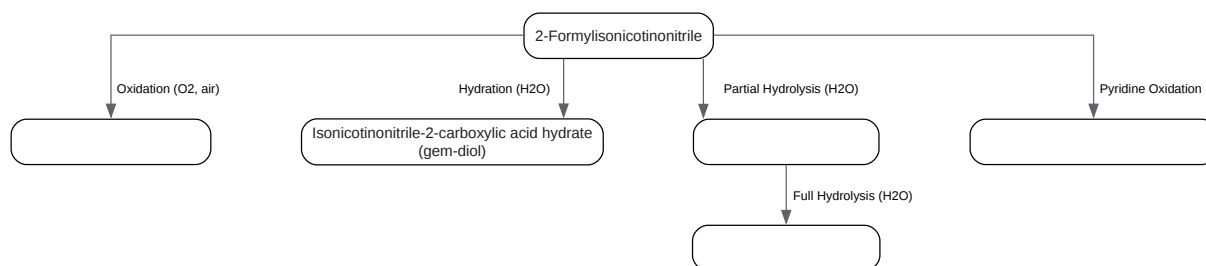 2-Formylisonicotinonitrile
Oxidation (O2, air)
Hydration (H2O)
Partial Hydrolysis (H2O)
Pyridine Oxidation
Isonicotinonitrile-2-carboxylic acid hydrate
(gem-diol)
Full Hydrolysis (H2O)